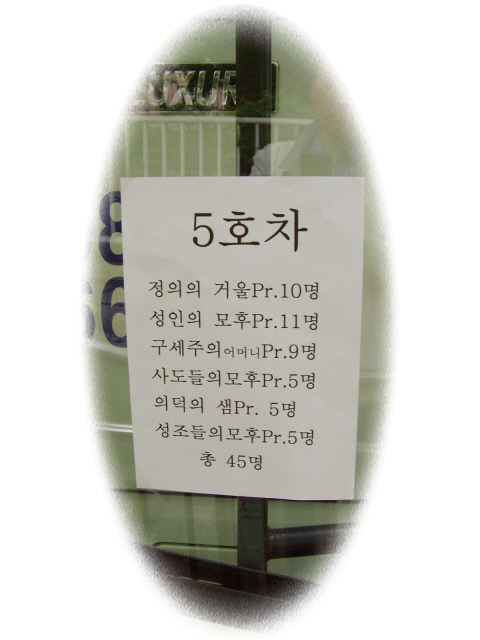 LUXUR
8
66
5호차
정의의 거울Pr.10명
성인의 모후Pr.11명
구세주의어머니Pr.9명
사도들의모후Pr.5명
의덕의 샘Pr. 5명
성조들의모후Pr.5명
총 45명